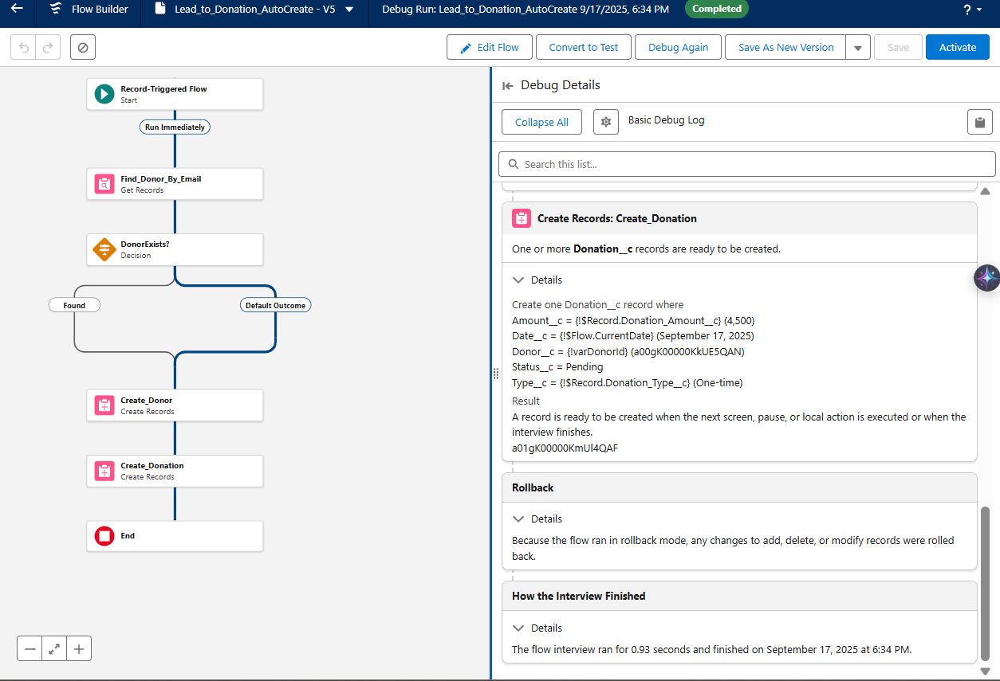 Flow Builder
Lead_to_Donation_AutoCreate - V5
Debug Run: Lead_to_Donation_AutoCreate 9/17/2025, 6:34 PM
Completed
?
Edit Flow
Convert to Test
Debug Again
Save As New Version
Save
Activate
Record-Triggered Flow
Start
Run Immediately
Find_Donor_By_Email
Get Records
DonorExists?
Decision
Found
Default Outcome
Create_Donor
Create Records
Create_Donation
Create Records
End
Debug Details
Collapse All
Basic Debug Log
Search this list...
Create Records: Create_Donation
One or more Donation__c records are ready to be created.
Details
Create one Donation__c record where
Amount__c = {!$Record.Donation_Amount__c} (4,500)
Date__c = {!$Flow.CurrentDate} (September 17, 2025)
Donor__c = {!varDonorId} (a00gK00000KkUE5QAN)
Status__c = Pending
Type__c = {!$Record.Donation_Type__c} (One-time)
Result
A record is ready to be created when the next screen, pause, or local action is executed or when the
interview finishes.
a01gK00000KmUl4QAF
Rollback
Details
Because the flow ran in rollback mode, any changes to add, delete, or modify records were rolled
back.
How the Interview Finished
Details
The flow interview ran for 0.93 seconds and finished on September 17, 2025 at 6:34 PM.